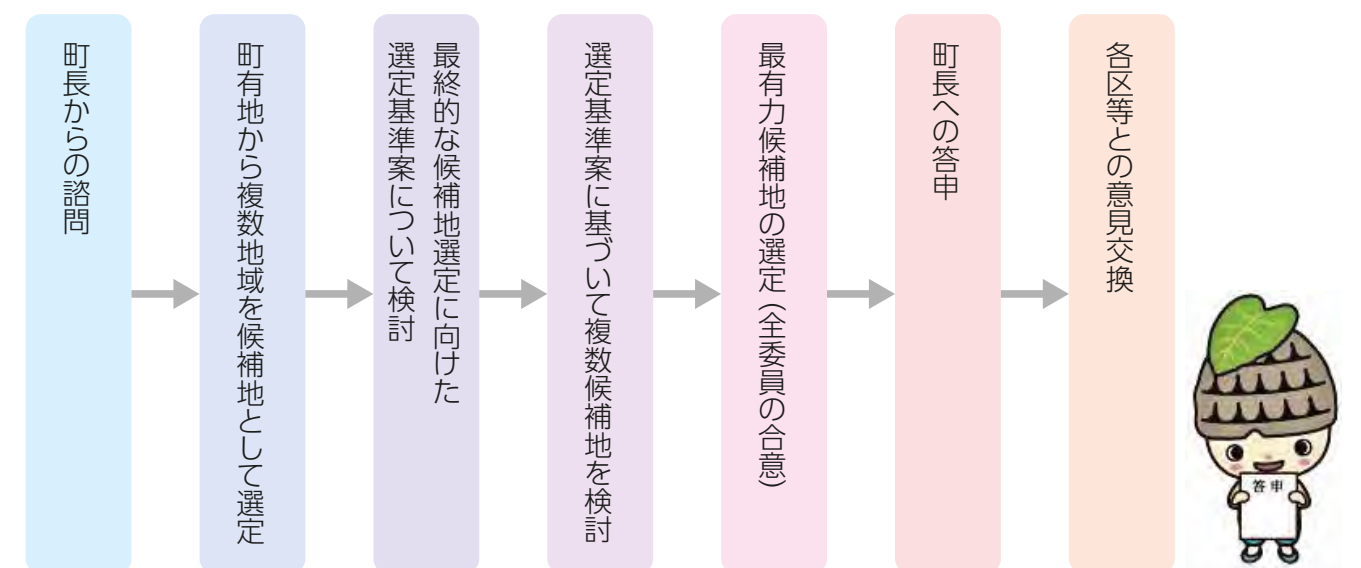 町長からの諮問
町有地から複数地域を候補地として選定
最終的な候補地選定に向けた
選定基準案について検討
選定基準案に基づいて複数候補地を検討
最有力候補地の選定（全委員の合意）
町長への答申
各区等との意見交換
答申